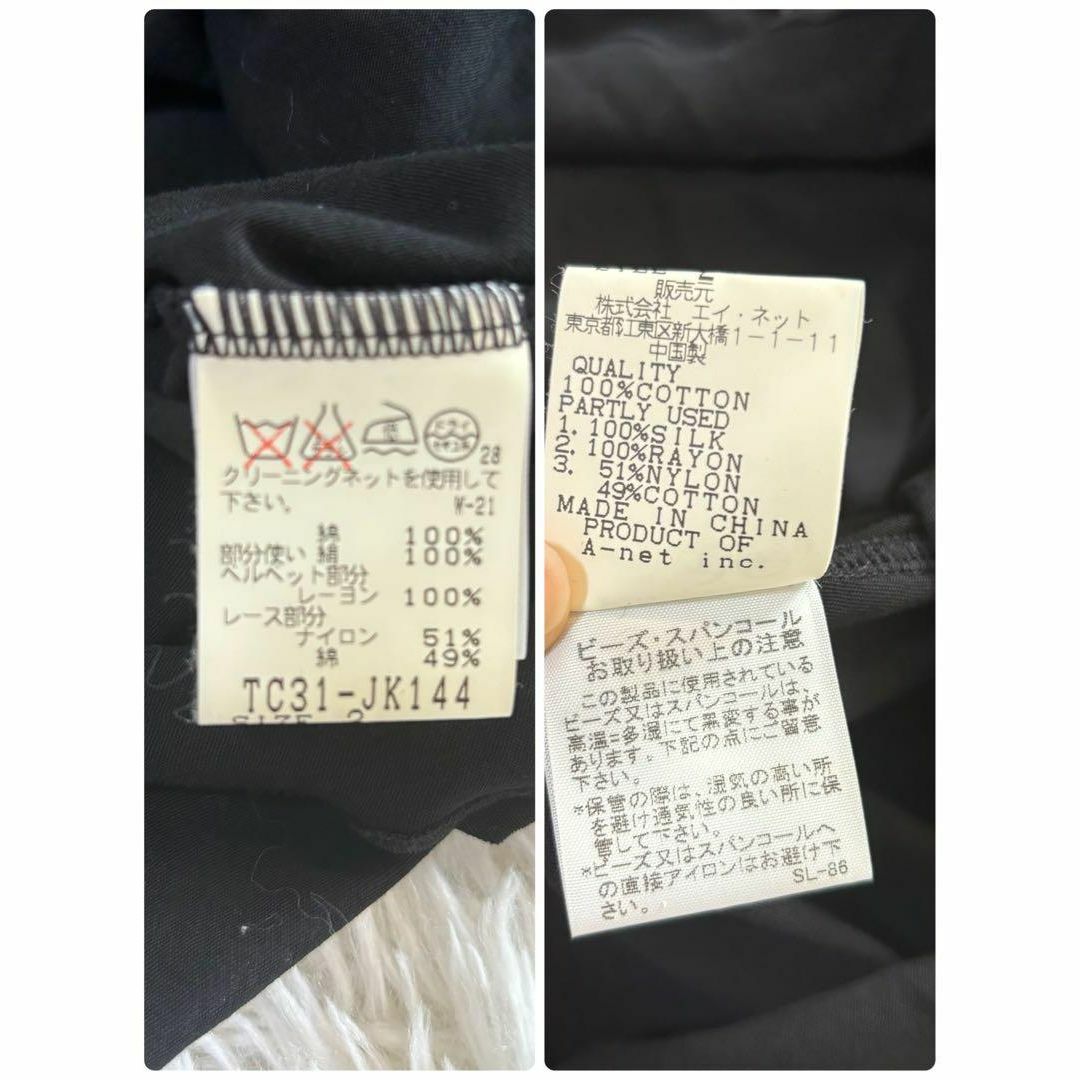 ドライ
28
クリーニングネットを使用して
下さい。 W-21
綿 100%
部分使い 絹 100%
ベルベット部分
レーヨン 100%
レース部分
ナイロン 51%
綿 49%
TC31-JK144
SIZE 2
SIZE 2
販売元
株式会社 エイ・ネット
東京都江東区新大橋1-1-11
中国製
QUALITY
100%COTTON
PARTLY USED
1. 100%SILK
2. 100%RAYON
3. 51%NYLON
49%COTTON
MADE IN CHINA
PRODUCT OF
A-net inc.
ビーズ・スパンコール
お取り扱い上の注意
この製品に使用されている
ビーズ又はスパンコールは、
高温多湿にて黒変する事が
あります。下記の点にご留意
下さい。
*保管の際は、湿気の高い所
を避け通気性の良い所に保
管して下さい。
*ビーズ又はスパンコールへ
の直接アイロンはお避け下
さい。
SL-86